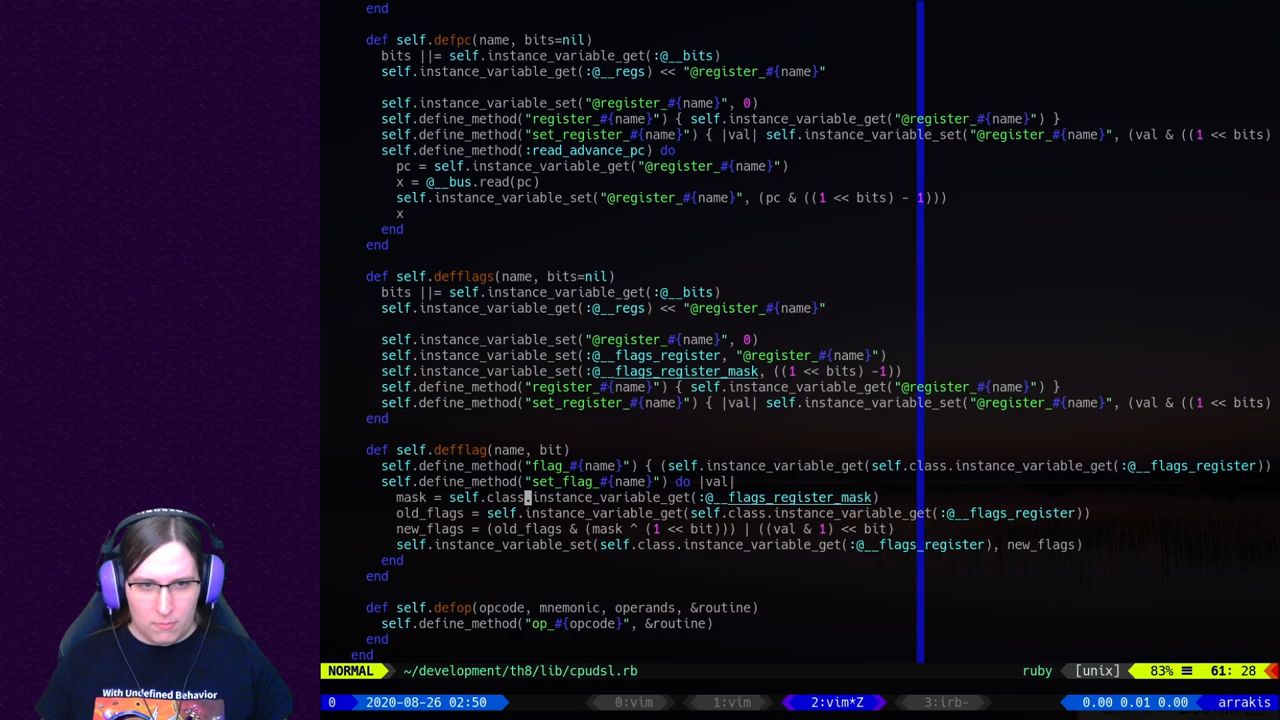 end
def self.defpc(name, bits=nil)
bits ||= self.instance_variable_get(:@__bits)
self.instance_variable_get(:@__regs) << "@register_#{name}"
self.instance_variable_set("@register_#{name}", 0)
self.define_method("register_#{name}") { self.instance_variable_get("@register_#{name}") }
self.define_method("set_register_#{name}") { |val| self.instance_variable_set("@register_#{name}", (val & ((1 << bits)
self.define_method(:read_advance_pc) do
pc = self.instance_variable_get("@register_#{name}")
x = @__bus.read(pc)
self.instance_variable_set("@register_#{name}", (pc & ((1 << bits) - 1)))
x
end
end
def self.defflags(name, bits=nil)
bits ||= self.instance_variable_get(:@__bits)
self.instance_variable_get(:@__regs) << "@register_#{name}"
self.instance_variable_set("@register_#{name}", 0)
self.instance_variable_set(:@__flags_register, "@register_#{name}")
self.instance_variable_set(:@__flags_register_mask, ((1 << bits) -1))
self.define_method("register_#{name}") { self.instance_variable_get("@register_#{name}") }
self.define_method("set_register_#{name}") { |val| self.instance_variable_set("@register_#{name}", (val & ((1 << bits)
end
def self.defflag(name, bit)
self.define_method("flag_#{name}") { (self.instance_variable_get(self.class.instance_variable_get(:@__flags_register))
self.define_method("set_flag_#{name}") do |val|
mask = self.class.instance_variable_get(:@__flags_register_mask)
old_flags = self.instance_variable_get(self.class.instance_variable_get(:@__flags_register))
new_flags = (old_flags & (mask ^ (1 << bit))) | ((val & 1) << bit)
self.instance_variable_set(self.class.instance_variable_get(:@__flags_register), new_flags)
end
end
def self.defop(opcode, mnemonic, operands, &routine)
self.define_method("op_#{opcode}", &routine)
end
end
NORMAL ~/development/th8/lib/cpudsl.rb ruby [unix] 83% ≡ 61: 28
0 2020-08-26 02:50 0:vim 1:vim 2:vim*Z 3:irb- 0.00 0.01 0.00 arrakis
With Undefined Behavior